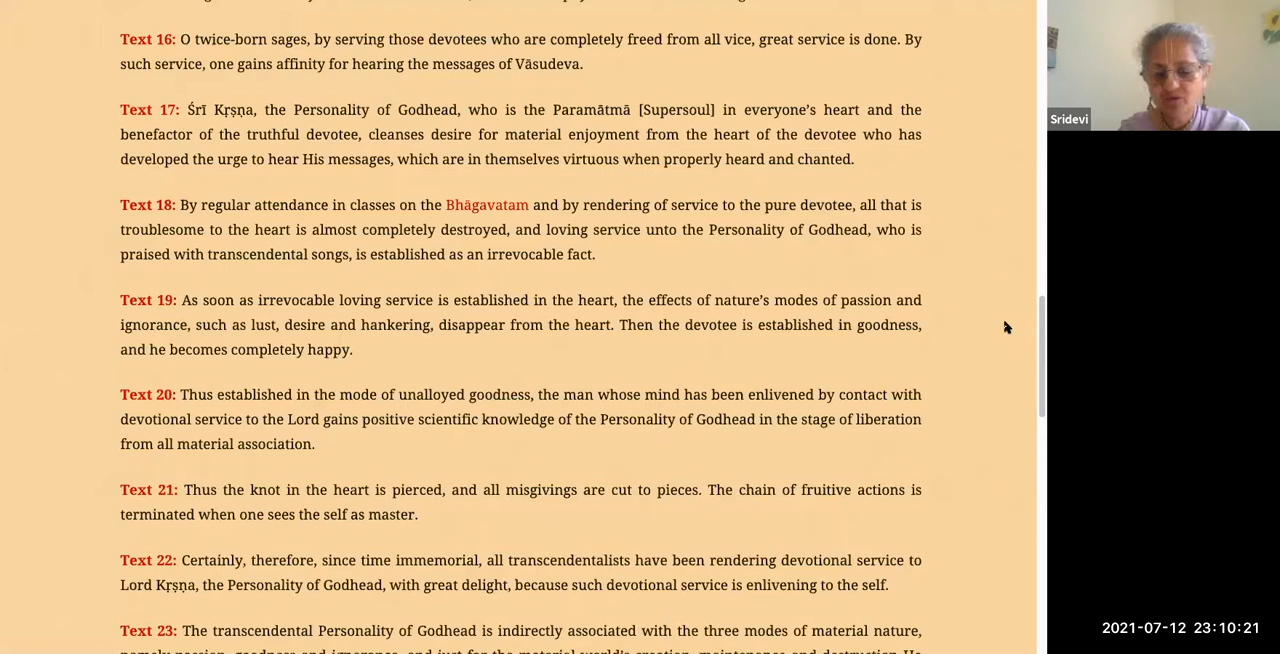 Text 16: O twice-born sages, by serving those devotees who are completely freed from all vice, great service is done. By
such service, one gains affinity for hearing the messages of Vāsudeva.
Text 17: Śrī Kṛṣṇa, the Personality of Godhead, who is the Paramātmā [Supersoul] in everyone’s heart and the
benefactor of the truthful devotee, cleanses desire for material enjoyment from the heart of the devotee who has
developed the urge to hear His messages, which are in themselves virtuous when properly heard and chanted.
Text 18: By regular attendance in classes on the Bhāgavatam and by rendering of service to the pure devotee, all that is
troublesome to the heart is almost completely destroyed, and loving service unto the Personality of Godhead, who is
praised with transcendental songs, is established as an irrevocable fact.
Text 19: As soon as irrevocable loving service is established in the heart, the effects of nature’s modes of passion and
ignorance, such as lust, desire and hankering, disappear from the heart. Then the devotee is established in goodness,
and he becomes completely happy.
Text 20: Thus established in the mode of unalloyed goodness, the man whose mind has been enlivened by contact with
devotional service to the Lord gains positive scientific knowledge of the Personality of Godhead in the stage of liberation
from all material association.
Text 21: Thus the knot in the heart is pierced, and all misgivings are cut to pieces. The chain of fruitive actions is
terminated when one sees the self as master.
Text 22: Certainly, therefore, since time immemorial, all transcendentalists have been rendering devotional service to
Lord Kṛṣṇa, the Personality of Godhead, with great delight, because such devotional service is enlivening to the self.
Text 23: The transcendental Personality of Godhead is indirectly associated with the three modes of material nature,
Sridevi
2021-07-12 23:10:21